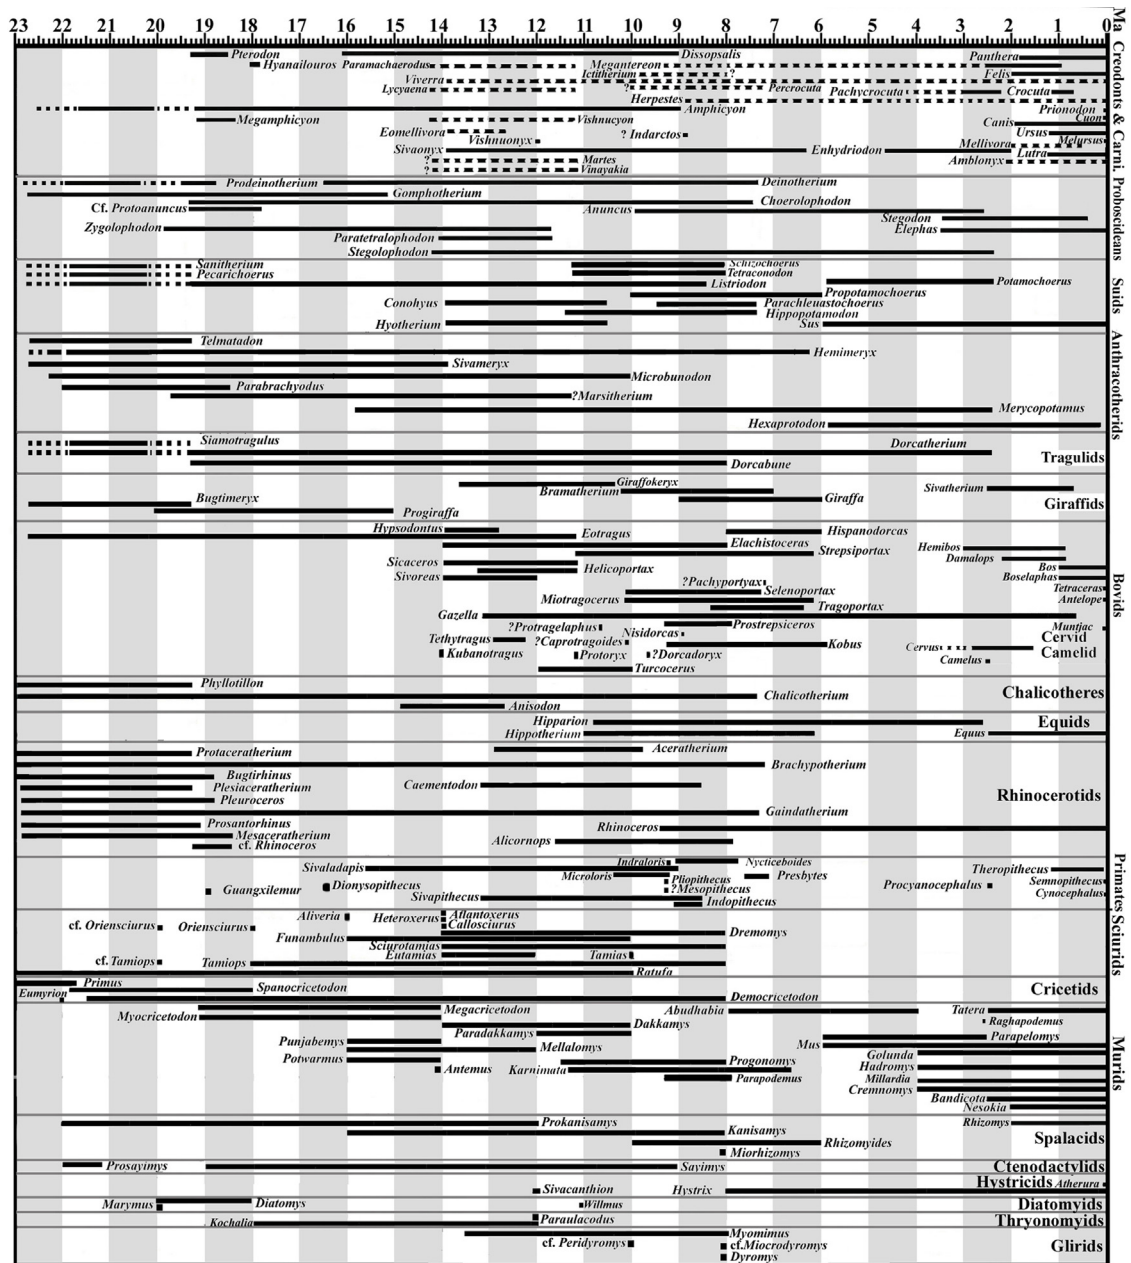 23 22 21 20 19 18 17 16 15 14 13 12 11 10 9 8 7 6 5 4 3 2 1 0 Ma
Creodonts & Carni.
Pterodon Dissopsalis Panthera
Hyanailouros Paramachaerodus Megantereon
Ictitherium ? Felis
Viverra
Lycyaena ? Percrocuta Pachycrocuta Crocuta
Herpestes
Amphicyon Prionodon
Megamphicyon Vishnucyon Cuon
Canis
Eomellivora ? Indarctos Ursus
Vishnuonyx Melursus
Mellivora
Sivaonyx Enhydriodon Lutra
? Martes Amblonyx
? Vinayakia
Proboscideans
Prodeinotherium Deinotherium
Gomphotherium
Choerolophodon
Cf. Protoanuncus Anuncus
Stegodon
Zygolophodon Elephas
Paratetralophodon
Stegolophodon
Suids
Sanitherium Schizochoerus
Pecarichoerus Tetraconodon
Listriodon Potamochoerus
Propotamochoerus
Conohyus Parachleuastochoerus
Hippopotamodon
Hyotherium Sus
Anthracotherids
Telmatadon
Hemimeryx
Sivameryx
Microbunodon
Parabrachyodus
?Marsitherium
Merycopotamus
Hexaprotodon
Siamotragulus Dorcatherium
Tragulids
Dorcabune
Giraffokeryx
Bramatherium Sivatherium
Bugtimeryx Giraffa
Giraffids
Progiraffa
Bovids
Hypsodontus Hispanodorcas
Eotragus
Elachistoceras Hemibos
Strepsiportax
Damalops
Sicaceros Helicoportax Bos
Sivoreas Boselaphas
?Pachyportyax
Selenoportax Tetraceras
Miotragocerus Antelope
Tragoportax
Gazella
Prostrepsiceros
?Protragelaphus Muntjac
Nisidorcas Cervid
Tethytragus ?Caprotragoides Kobus Cervus
Kubanotragus Protoryx ?Dorcadoryx Camelid
Camelus
Turcocerus
Phyllotillon
Chalicotherium Chalicotheres
Anisodon
Hipparion Equids
Hippotherium Equus
Protaceratherium Aceratherium
Brachypotherium
Bugtirhinus
Plesiaceratherium Caementodon
Rhinocerotids
Pleuroceros
Gaindatherium
Prosantorhinus Rhinoceros
Mesaceratherium Alicornops
cf. Rhinoceros
Primates
Indraloris Nycticeboides
Sivaladapis Theropithecus
Microloris Presbytes
Pliopithecus Semnopithecus
Guangxilemur Dionysopithecus ?Mesopithecus Procyanocephalus
Cynocephalus
Sivapithecus Indopithecus
Sciurids
Aliveria Heteroxerus Atlantoxerus
cf. Oriensciurus Oriensciurus Callosciurus
Dremomys
Funambulus
Sciurotamias
Eutamias Tamias
cf. Tamiops Tamiops
Ratufa
Primus
Spanocricetodon Cricetids
Eumyrion Democricetodon
Murids
Megacricetodon Abudhabia Tatera
Myocricetodon Raghapodemus
Dakkamys
Paradakkamys Parapelomys
Punjabemys Mus
Mellalomys Golunda
Potwarmus Progonomys Hadromys
Antemus Karnimata
Parapodemus Millardia
Cremnomys
Bandicota
Nesokia
Prokanisamys Rhizomys
Kanisamys Spalacids
Rhizomyides
Miorhizomys
Prosayimys Sayimys Ctenodactylids
Hystricids Atherura
Sivacanthion Hystrix
Marymus Diatomys Willmus Diatomyids
Paraulacodus Thryonomyids
Kochalia
Myomimus
cf. Peridyromys cf. Miocrodyromys Glirids
Dyromys